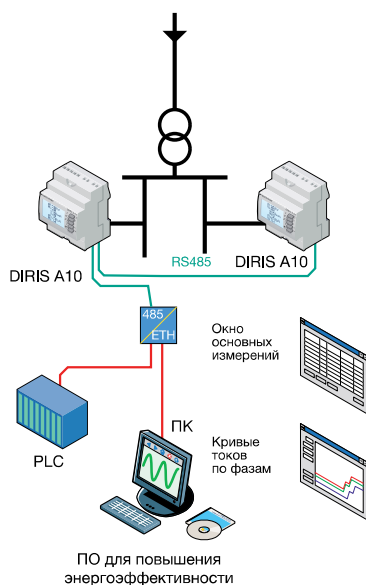 RS485
DIRIS A10
DIRIS A10
485
ETH
Окно
основных
измерений
ПК
Кривые
токов
по фазам
PLC
ПО для повышения
энергоэффективности